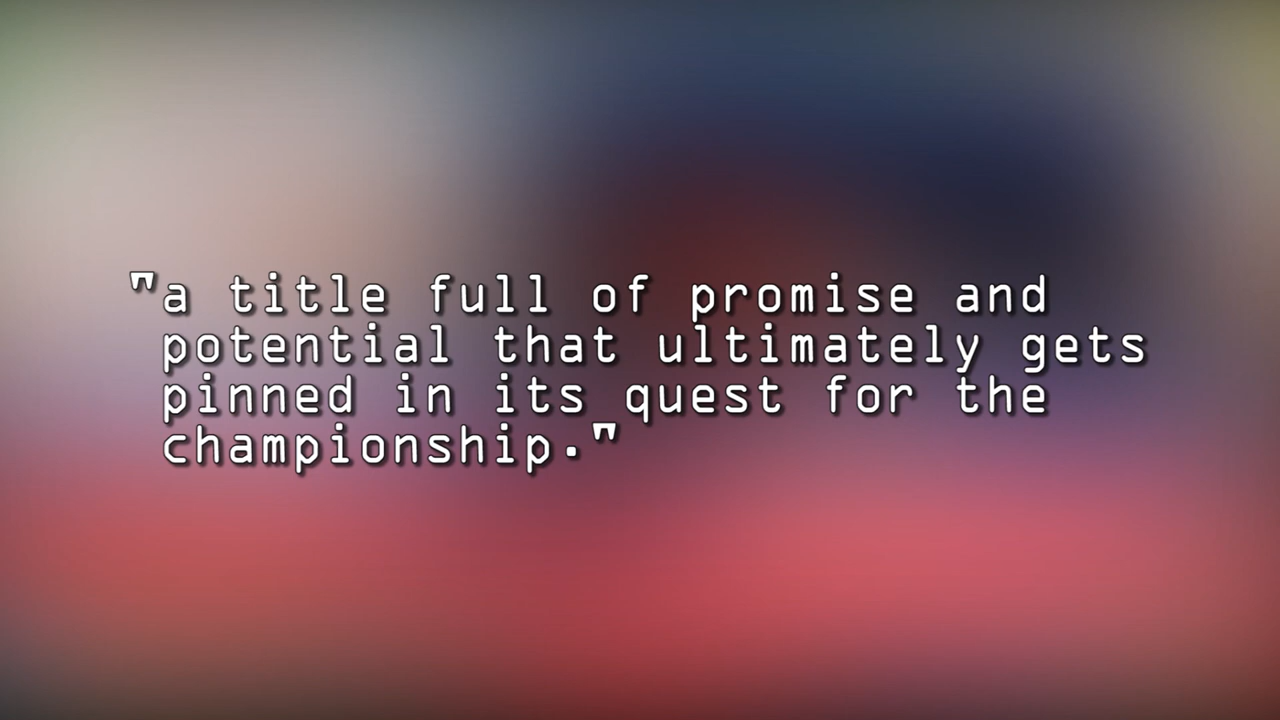 "a title full of promise and
potential that ultimately gets
pinned in its quest for the
championship."